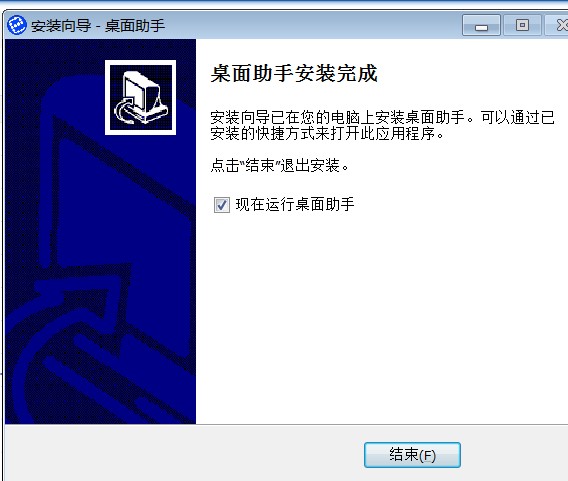 安装向导 - 桌面助手
桌面助手安装完成
安装向导已在您的电脑上安装桌面助手。可以通过已
安装的快捷方式来打开此应用程序。
点击“结束”退出安装。
现在运行桌面助手
结束(F)